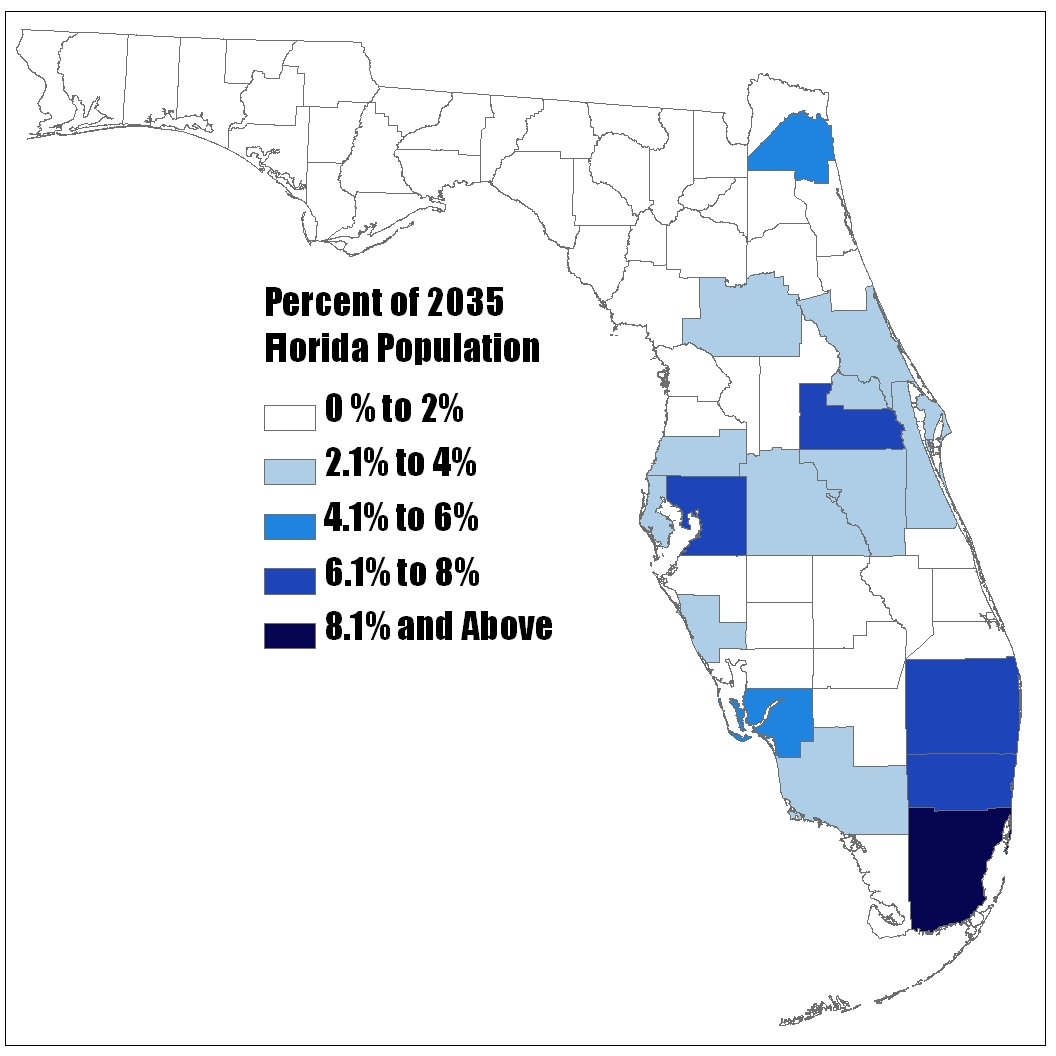 Percent of 2035
Florida Population
0 % to 2%
2.1% to 4%
4.1% to 6%
6.1% to 8%
8.1% and Above